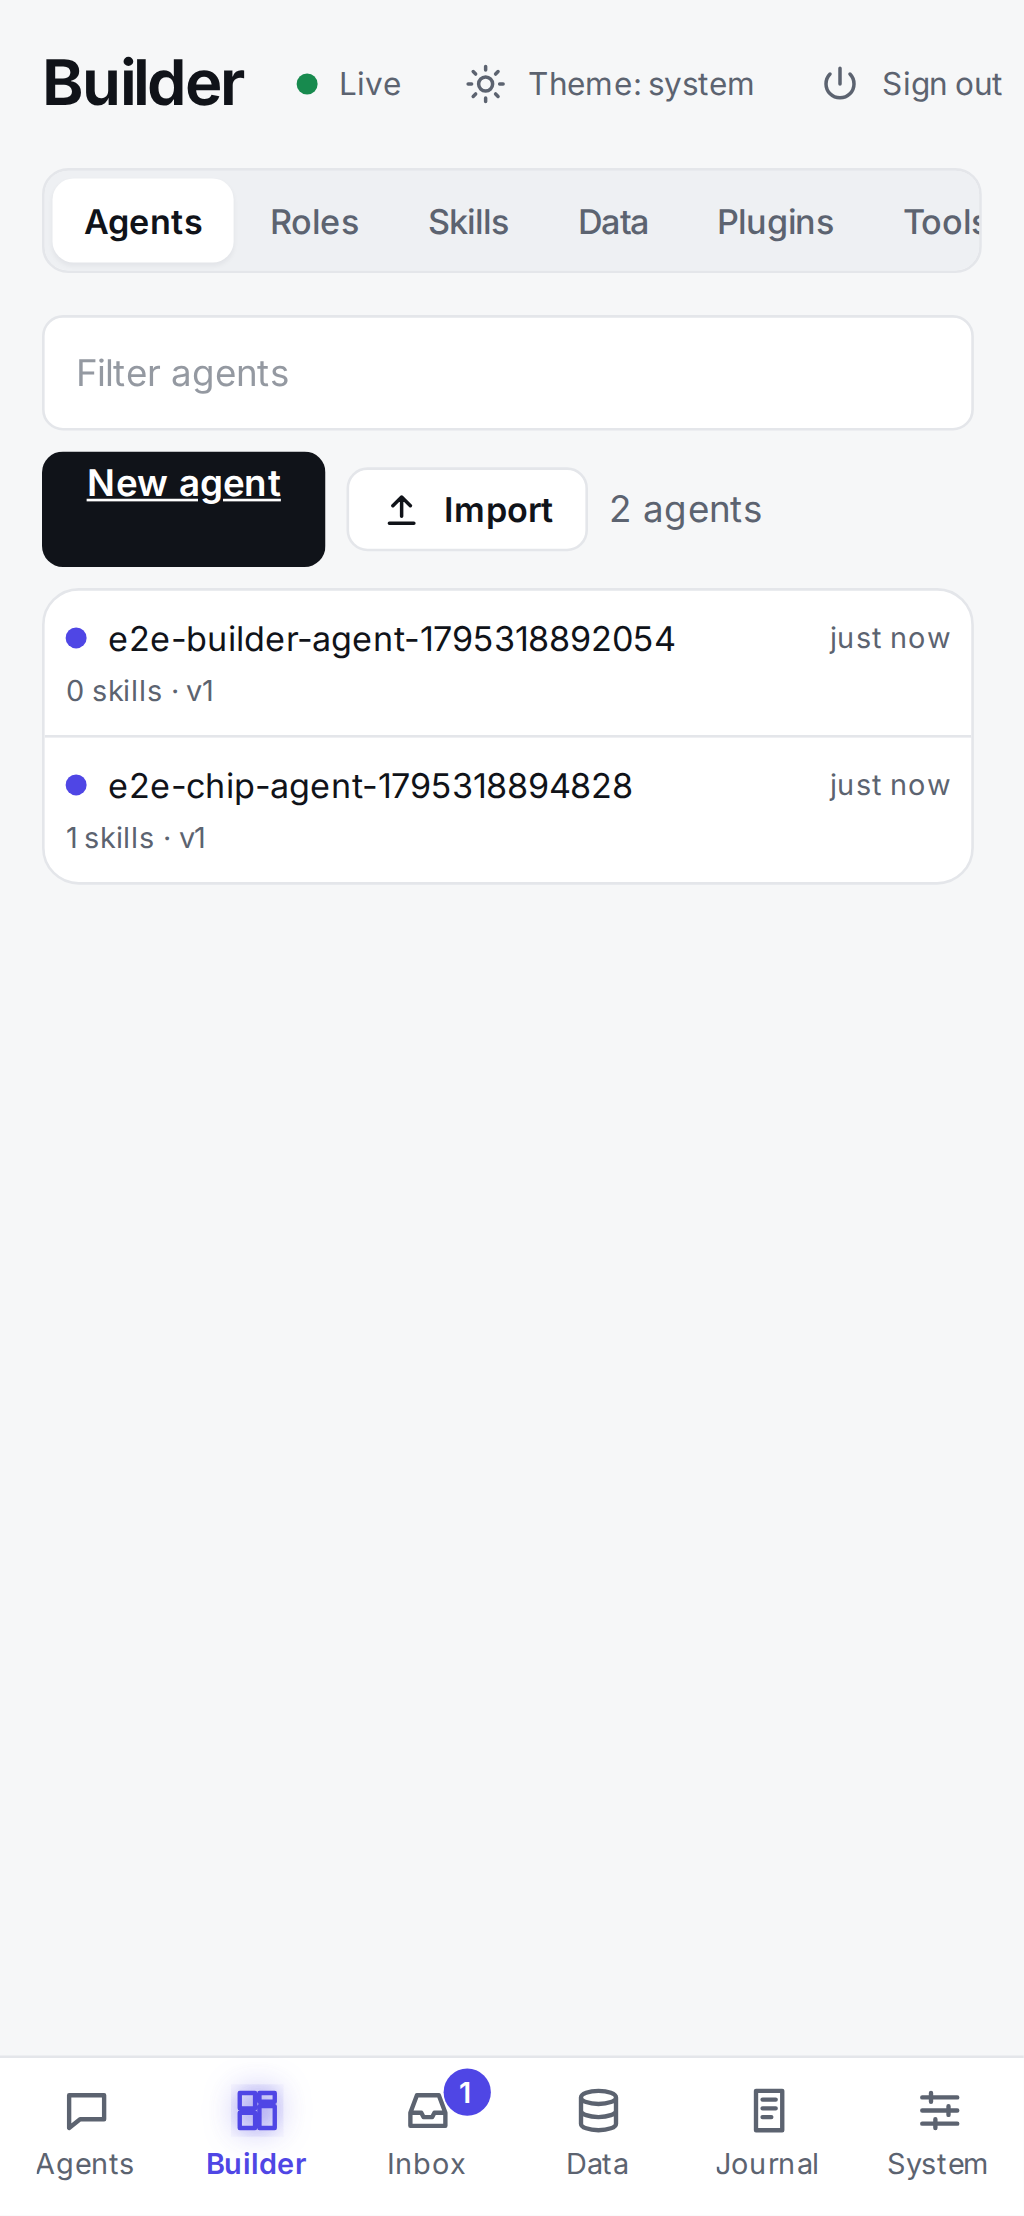 Builder Live Theme: system Sign out
Agents Roles Skills Data Plugins Tools
Filter agents
New agent Import 2 agents
e2e-builder-agent-1795318892054 just now
0 skills · v1
e2e-chip-agent-1795318894828 just now
1 skills · v1
1
Agents Builder Inbox Data Journal System